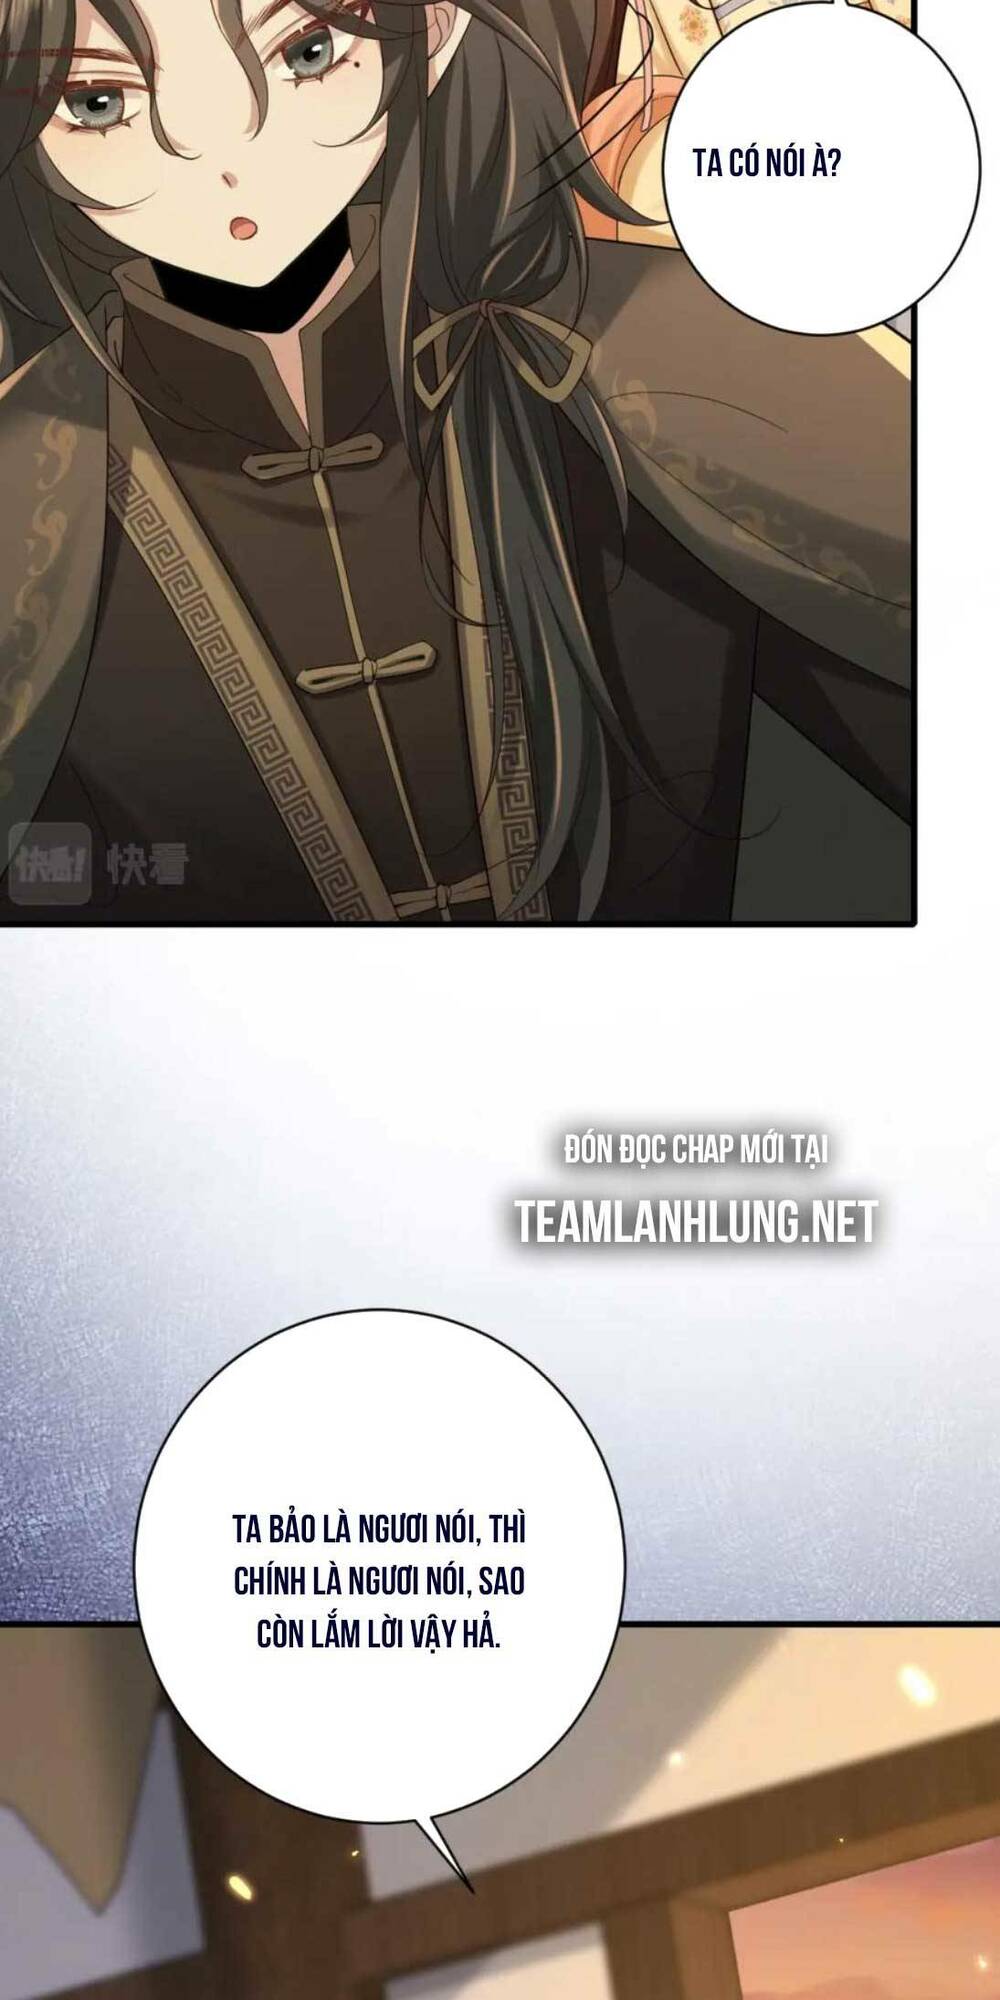 TA CÓ NÓI À?
快看! 快看
ĐÓN ĐỌC CHAP MỚI TẠI
TEAMLANHLUNG.NET
TA BẢO LÀ NGƯƠI NÓI, THÌ
CHÍNH LÀ NGƯƠI NÓI, SAO
CÒN LẮM LỜI VẬY HẢ.